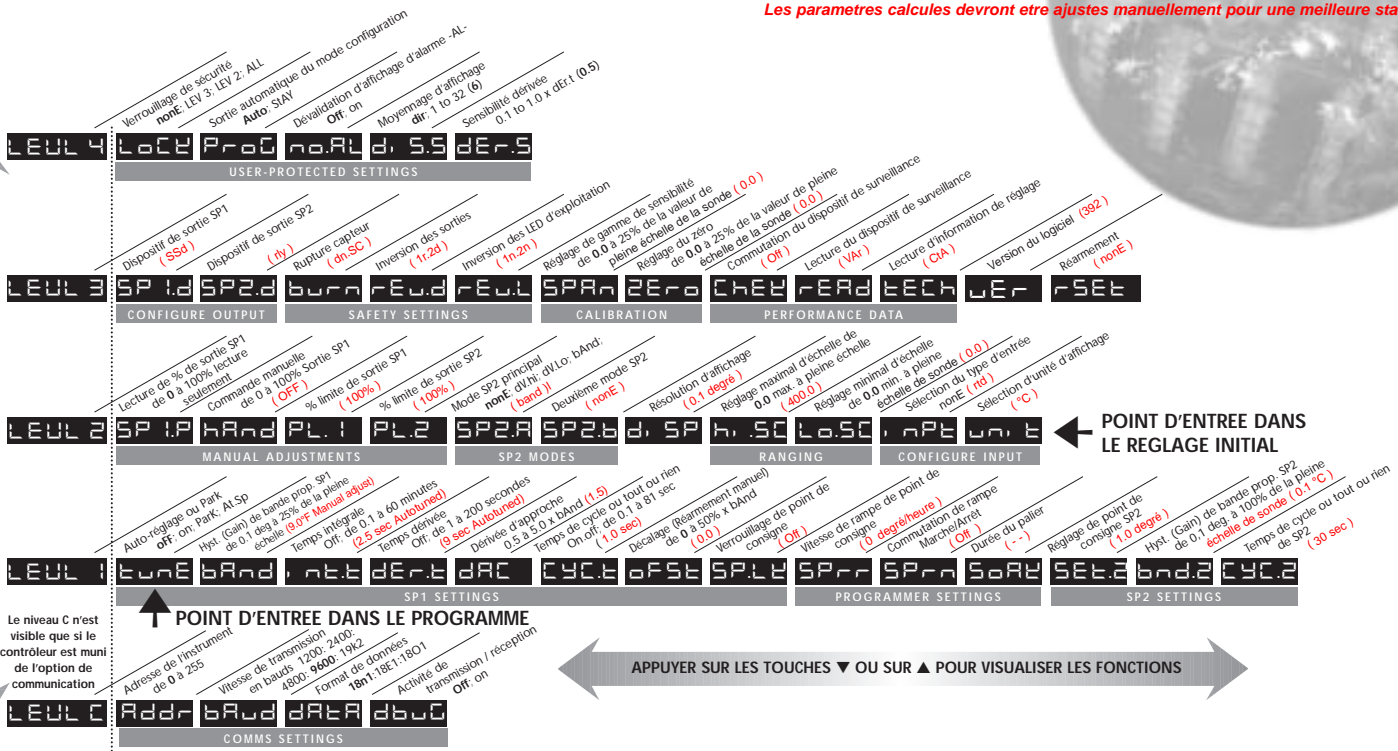 Les parametres calcules devront etre ajustes manuellement pour une meilleure sta
Verrouillage de sécurité
nonE; LEV 3; LEV 2; ALL
Sortie automatique du mode configuration
Auto; StAY
Dévalidation d'affichage d'alarme -AL-
Off; on
Moyennage d'affichage
dir; 1 to 32 (6)
Sensibilité dérivée
0.1 to 1.0 x dEr.t (0.5)
LEVL 4 LoCK ProG no.AL di S.S dEr.S
USER-PROTECTED SETTINGS
Dispositif de sortie SP1
( SSd )
Dispositif de sortie SP2
( rly )
Rupture capteur
( dn.SC )
Inversion des sorties
( 1r.2d )
Inversion des LED d'exploitation
( 1n.2n )
Réglage de gamme de sensibilité
de 0.0 à 25% de la valeur de
pleine échelle de la sonde ( 0.0 )
Réglage du zéro
de 0.0 à 25% de la valeur de pleine
échelle de la sonde ( 0.0 )
Commutation du dispositif de surveillance
( Off )
Lecture du dispositif de surveillance
( VAr )
Lecture d'information de réglage
( CtA )
Version du logiciel (392 )
Réarmement
( nonE )
LEVL 3 SP 1.d SP2.d burn rEv.d rEv.L SPAn ZEro ChEK rEAd tECh vEr rSEt
CONFIGURE OUTPUT SAFETY SETTINGS CALIBRATION PERFORMANCE DATA
Lecture de % de sortie SP1
de 0 à 100% lecture
seulement
Commande manuelle
de 0 à 100% Sortie SP1
( OFF )
% limite de sortie SP1
( 100% )
% limite de sortie SP2
( 100% )
Mode SP2 principal
nonE; dV.hi; dV.Lo; bAnd;
( band )l
Deuxième mode SP2
( nonE )
Résolution d'affichage
( 0.1 degré )
Réglage maximal d'échelle de
0.0 max. à pleine échelle
( 400.0 )
Réglage minimal d'échelle
de 0.0 min. à pleine
échelle de sonde ( 0.0 )
Sélection du type d'entrée
nonE ( rtd )
Sélection d'unité d'affichage
( °C )
LEVL 2 SP 1.P hAnd PL. 1 PL.2 SP2.A SP2.b di SP hi .SC Lo.SC i nPt uni t
MANUAL ADJUSTMENTS SP2 MODES RANGING CONFIGURE INPUT
POINT D'ENTREE DANS
LE REGLAGE INITIAL
Auto-réglage ou Park
oFF; on; ParK; At.Sp
Hyst. (Gain) de bande prop. SP1
de 0.1 deg à 25% de la pleine
échelle (9.0°F Manual adjust)
Temps intégrale
Off; de 0.1 à 60 minutes
(2.5 sec Autotuned)
Temps dérivée
Off; de 1 à 200 secondes
(9 sec Autotuned)
Dérivée d'approche
0.5 à 5.0 x bAnd (1.5)
Temps de cycle ou tout ou rien
On.off; de 0.1 à 81 sec
( 1.0 sec)
Décalage (Réarmement manuel)
de 0 à 50% x bAnd
( 0.0 )
Verrouillage de point de
consigne
( Off )
Vitesse de rampe de point de
consigne
( 0 degré/heure )
Commutation de rampe
Marche/Arrêt
( Off )
Durée du palier
( - - )
Réglage de point de
consigne SP2
( 1.0 degré )
Hyst. (Gain) de bande prop. SP2
de 0,1 deg. à 100% de la pleine
échelle de sonde ( 0.1 °C )
Temps de cycle ou tout ou rien
de SP2
(30 sec )
LEVL 1 tunE bAnd i nt.t dEr.t dAC CYC.t oFSt SP.LK SPrr SPrn SoAK SEt.2 bnd.2 CYC.2
SP1 SETTINGS PROGRAMMER SETTINGS SP2 SETTINGS
POINT D'ENTREE DANS LE PROGRAMME
Le niveau C n'est
visible que si le
contrôleur est muni
de l'option de
communication
Adresse de l'instrument
de 0 à 255
Vitesse de transmission
en bauds 1200: 2400:
4800: 9600: 19k2
Format de données
18n1:18E1:18O1
Activité de
transmission / réception
Off; on
APPUYER SUR LES TOUCHES ▼ OU SUR ▲ POUR VISUALISER LES FONCTIONS
LEVL C Addr bAud dAtA dbuG
COMMS SETTINGS